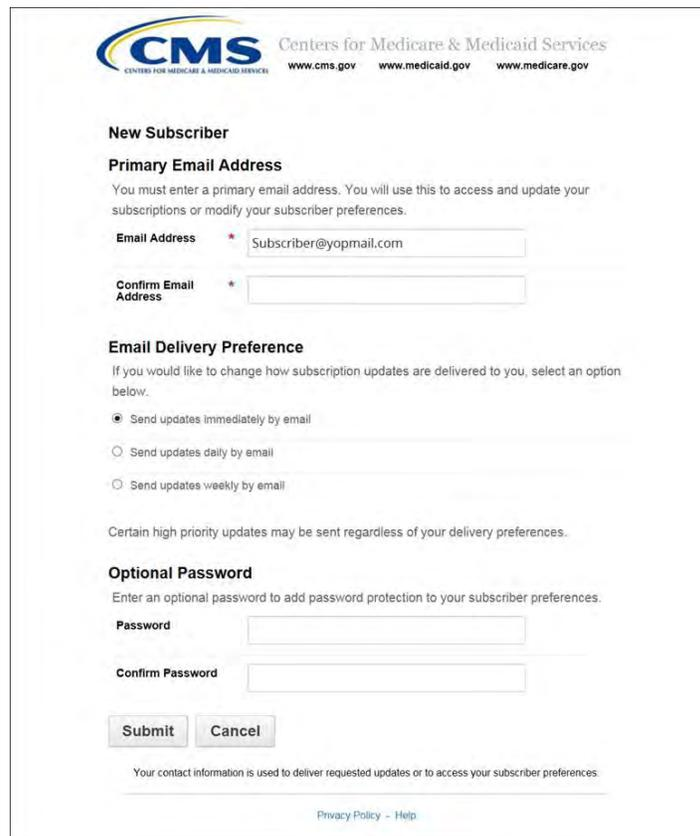 CMS
CENTERS FOR MEDICARE & MEDICAID SERVICES
Centers for Medicare & Medicaid Services
www.cms.gov www.medicaid.gov www.medicare.gov
New Subscriber
Primary Email Address
You must enter a primary email address. You will use this to access and update your
subscriptions or modify your subscriber preferences.
Email Address * Subscriber@yopmail.com
Confirm Email *
Address
Email Delivery Preference
If you would like to change how subscription updates are delivered to you, select an option
below.
Send updates immediately by email
Send updates daily by email
Send updates weekly by email
Certain high priority updates may be sent regardless of your delivery preferences.
Optional Password
Enter an optional password to add password protection to your subscriber preferences.
Password
Confirm Password
Submit Cancel
Your contact information is used to deliver requested updates or to access your subscriber preferences.
Privacy Policy - Help